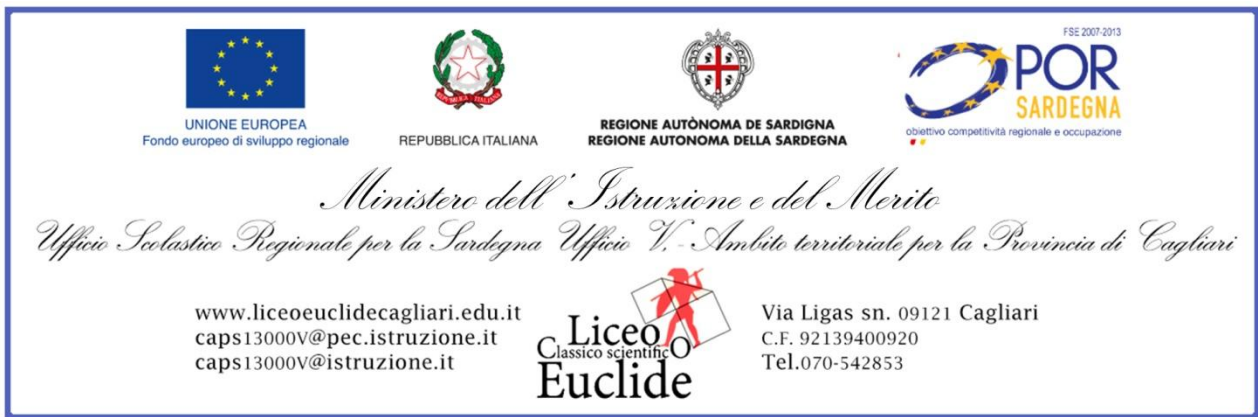 FSE 2007-2013
POR
SARDEGNA
obiettivo competitività regionale e occupazione
UNIONE EUROPEA
Fondo europeo di sviluppo regionale
REPUBBLICA ITALIANA
REPUBBLICA ITALIANA
REGIONE AUTÒNOMA DE SARDIGNA
REGIONE AUTONOMA DELLA SARDEGNA
Ministero dell' Istruzione e del Merito
Ufficio Scolastico Regionale per la Sardegna Ufficio V, - Ambito territoriale per la Provincia di Cagliari
www.liceoeuclidecagliari.edu.it
caps13000V@pec.istruzione.it
caps13000V@istruzione.it
Liceo
Classico scientificO
Euclide
Via Ligas sn. 09121 Cagliari
C.F. 92139400920
Tel.070-542853